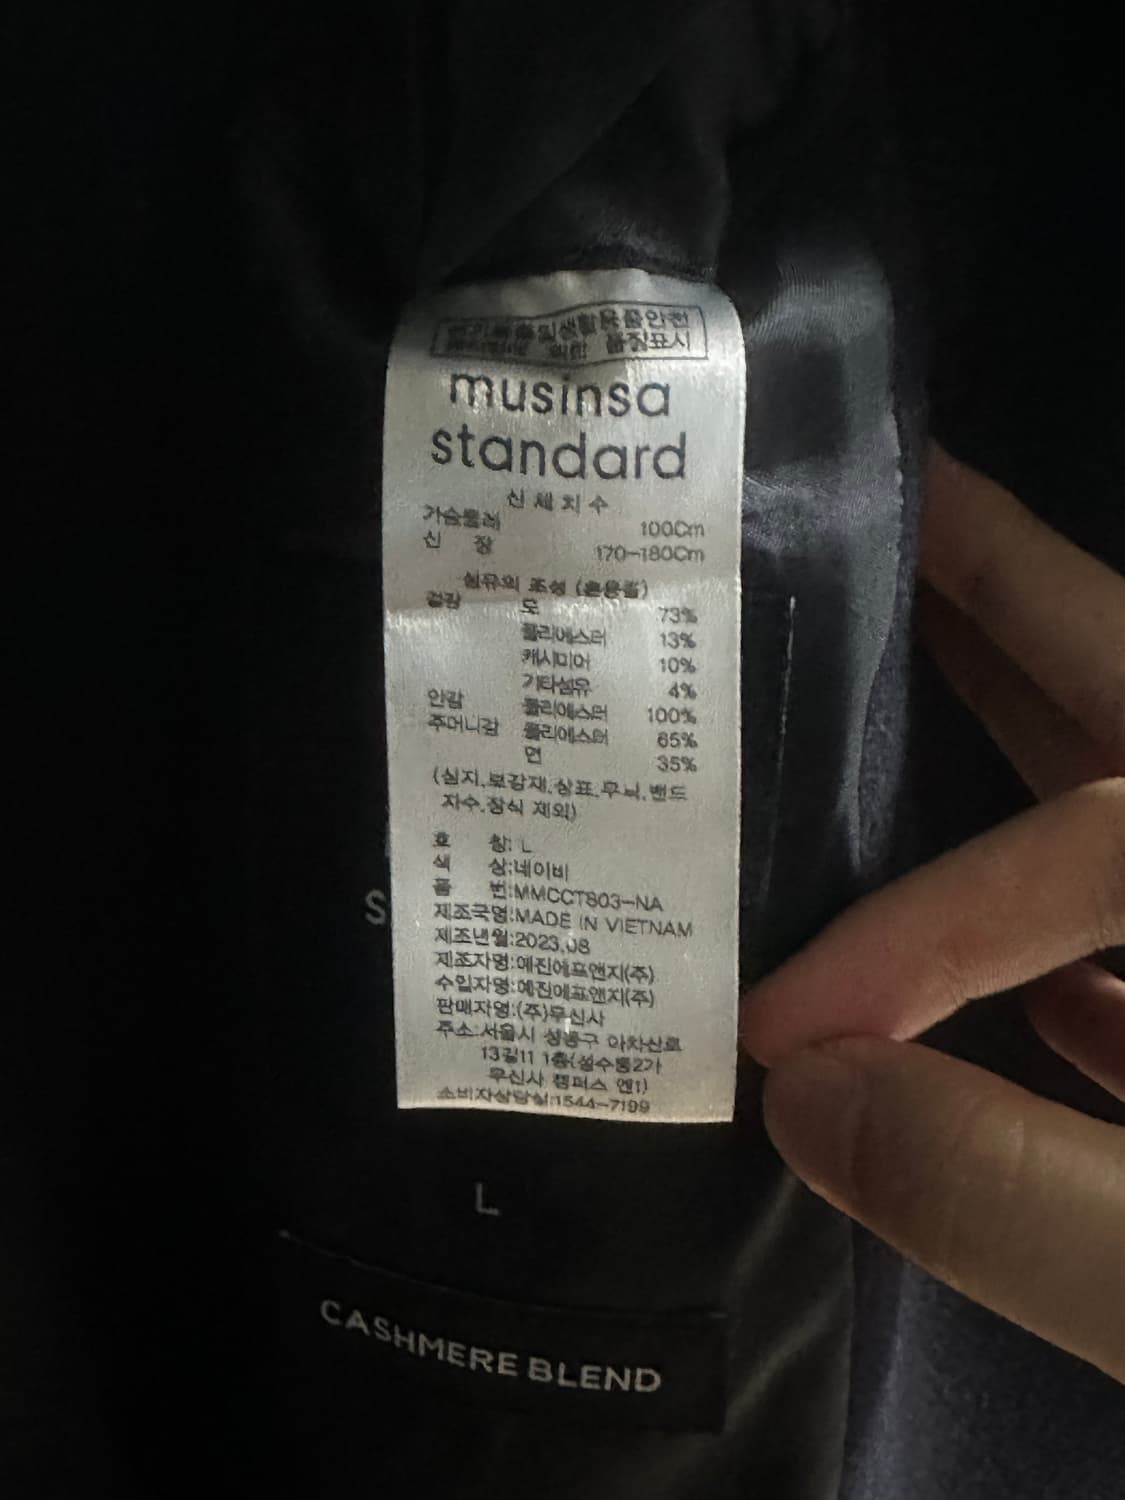 품질표시
musinsa
standard
신체치수
가슴둘레 100Cm
신 장 170-180Cm
섬유의 조성 (혼용률)
겉감 모 73%
폴리에스터 13%
캐시미어 10%
기타섬유 4%
안감 폴리에스터 100%
주머니감 폴리에스터 65%
면 35%
(심지,보강재,상표,무늬,밴드
자수,장식 제외)
호 칭: L
색 상:네이비
품 번:MMCCT803-NA
제조국명:MADE IN VIETNAM
제조년월:2023.08
제조자명:예진에프앤지(주)
수입자명:예진에프앤지(주)
판매자명:(주)무신사
주소:서울시 성동구 아차산로
13길11 1층(성수동2가
무신사 캠퍼스 엔1)
소비자상담실:1544-7199
S
L
CASHMERE BLEND